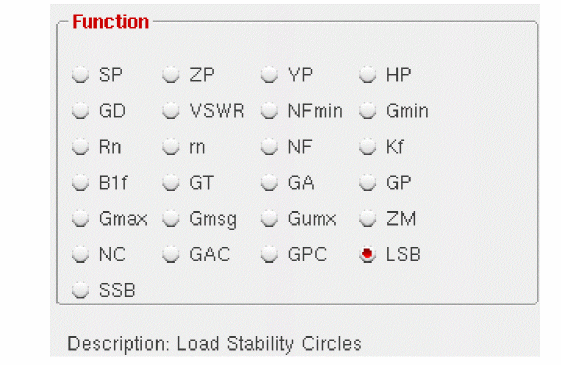 Function
SP ZP YP HP
GD VSWR NFmin Gmin
Rn rn NF Kf
B1f GT GA GP
Gmax Gmsg Gumx ZM
NC GAC GPC LSB
SSB
Description: Load Stability Circles